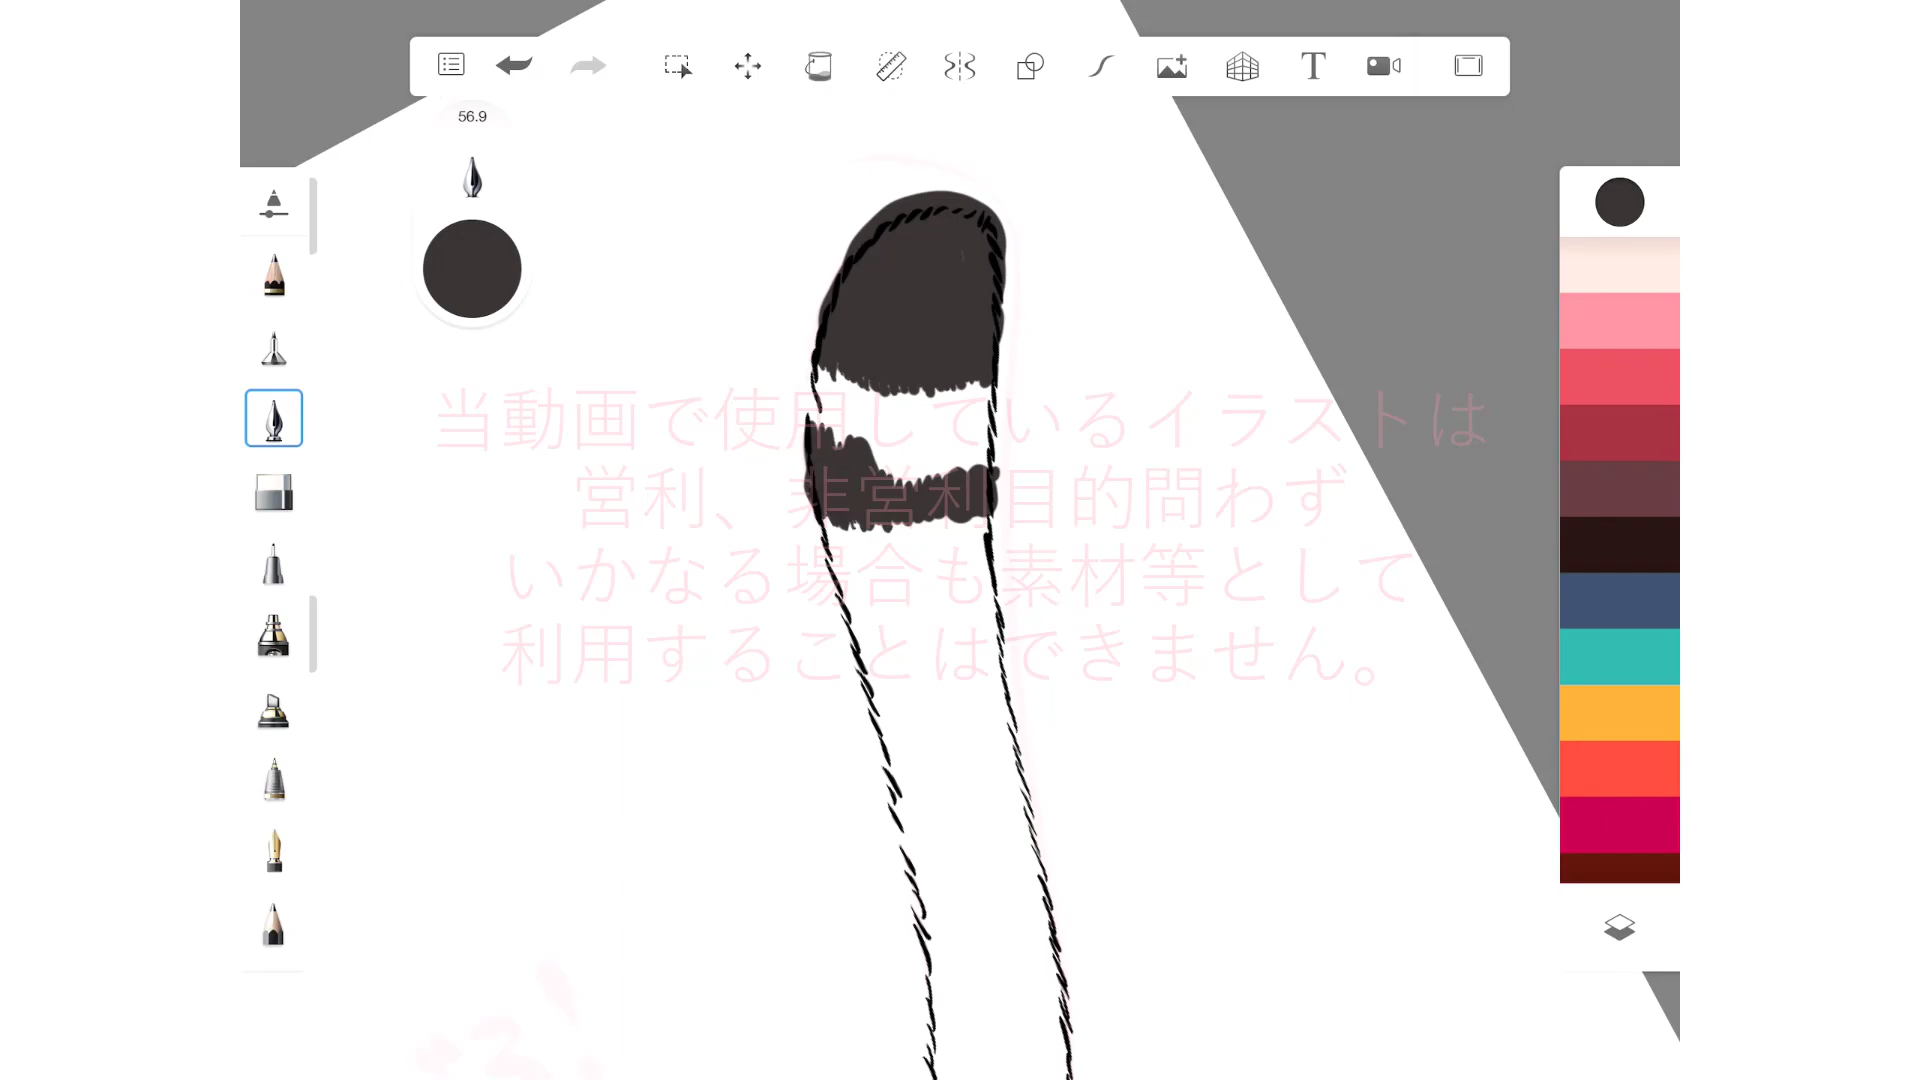 T
56.9
当動画で使用しているイラストは
営利、非営利目的問わず
いかなる場合も素材等として
利用することはできません。